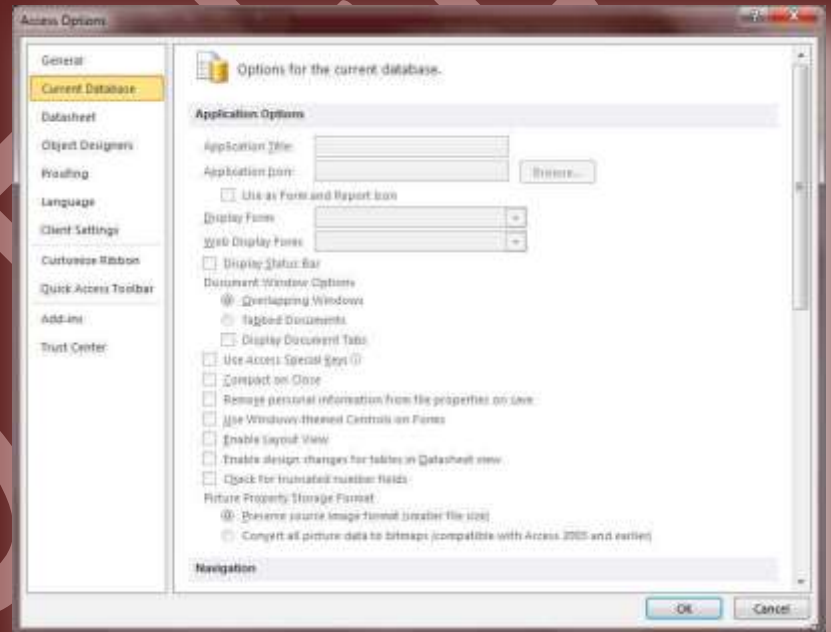 Access Options
General
Current Database
Datasheet
Object Designers
Proofing
Language
Client Settings
Customize Ribbon
Quick Access Toolbar
Add-ins
Trust Center
Options for the current database.
Application Options
Application Title:
Application Icon:
Browse...
Use as Form and Report Icon
Display Form:
Web Display Form:
Display Status Bar
Document Window Options
Overlapping Windows
Tabbed Documents
Display Document Tabs
Use Access Special Keys
Compact on Close
Remove personal information from file properties on save
Use Windows-themed Controls on Forms
Enable Layout View
Enable design changes for tables in Datasheet view
Check for truncated number fields
Picture Property Storage Format
Preserve source image format (smaller file size)
Convert all picture data to bitmaps (compatible with Access 2003 and earlier)
Navigation
OK Cancel